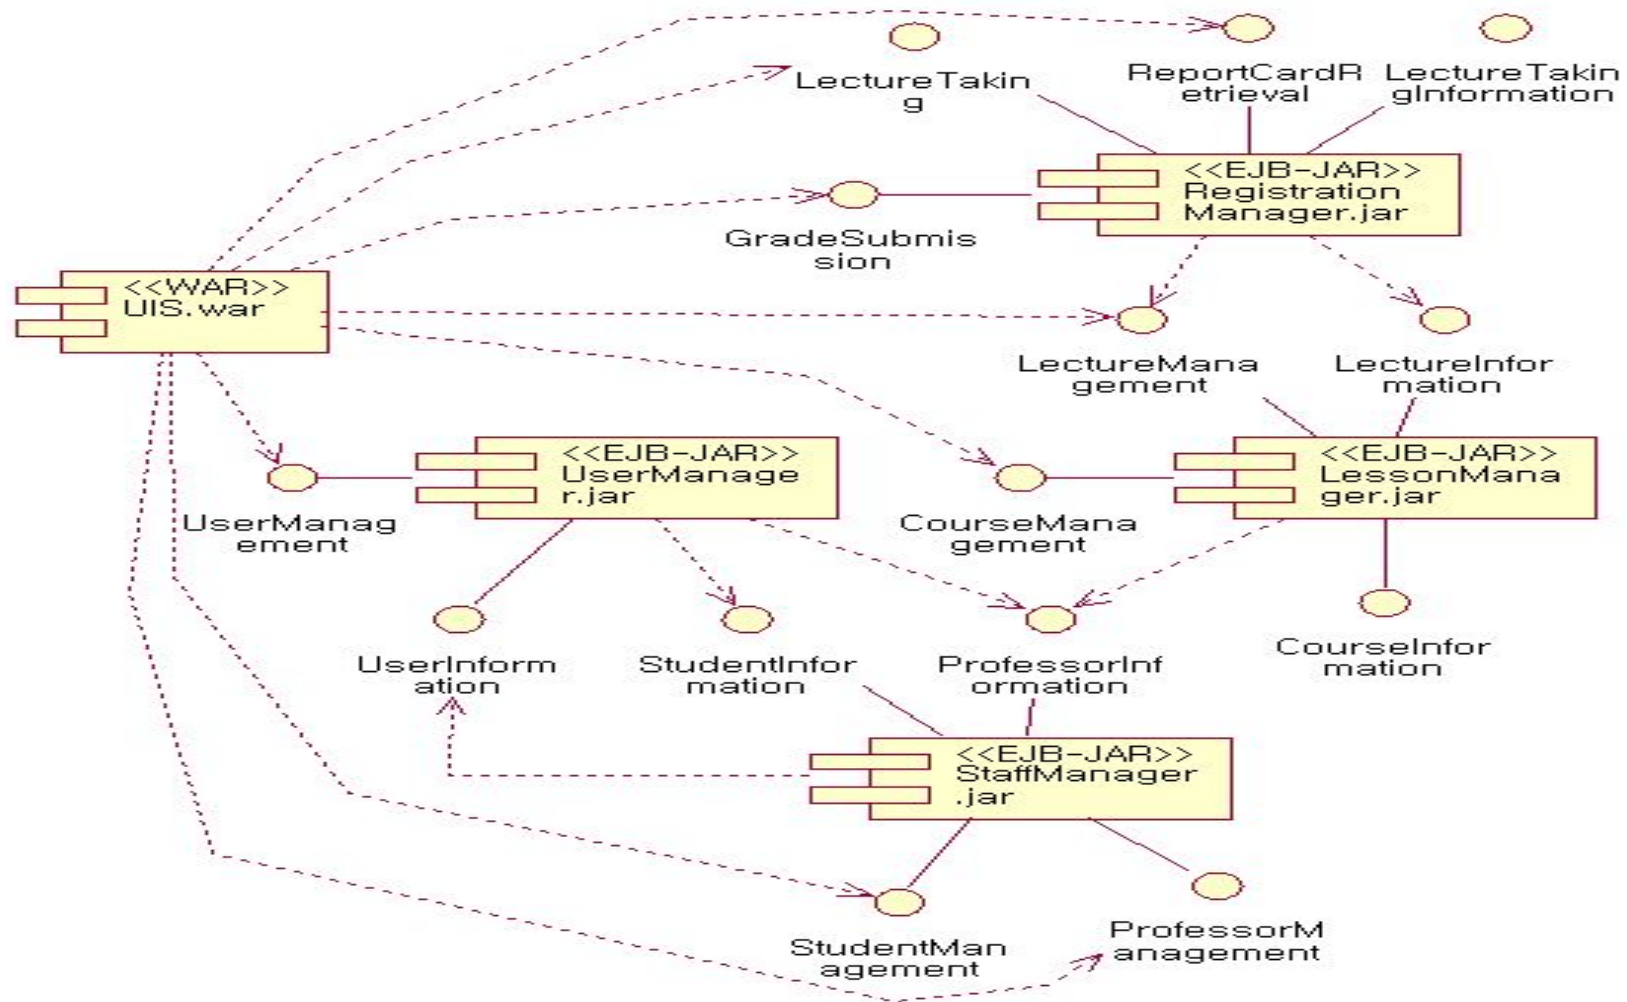 LectureTakin
g
ReportCardR
etrieval
LectureTakin
gInformation
<<EJB-JAR>>
Registration
Manager.jar
GradeSubmis
sion
<<WAR>>
UIS.war
LectureMana
gement
LectureInfor
mation
<<EJB-JAR>>
UserManage
r.jar
<<EJB-JAR>>
LessonMana
ger.jar
UserManag
ement
CourseMana
gement
UserInform
ation
StudentInfor
mation
ProfessorInf
ormation
CourseInfor
mation
<<EJB-JAR>>
StaffManager
.jar
StudentMan
agement
ProfessorM
anagement